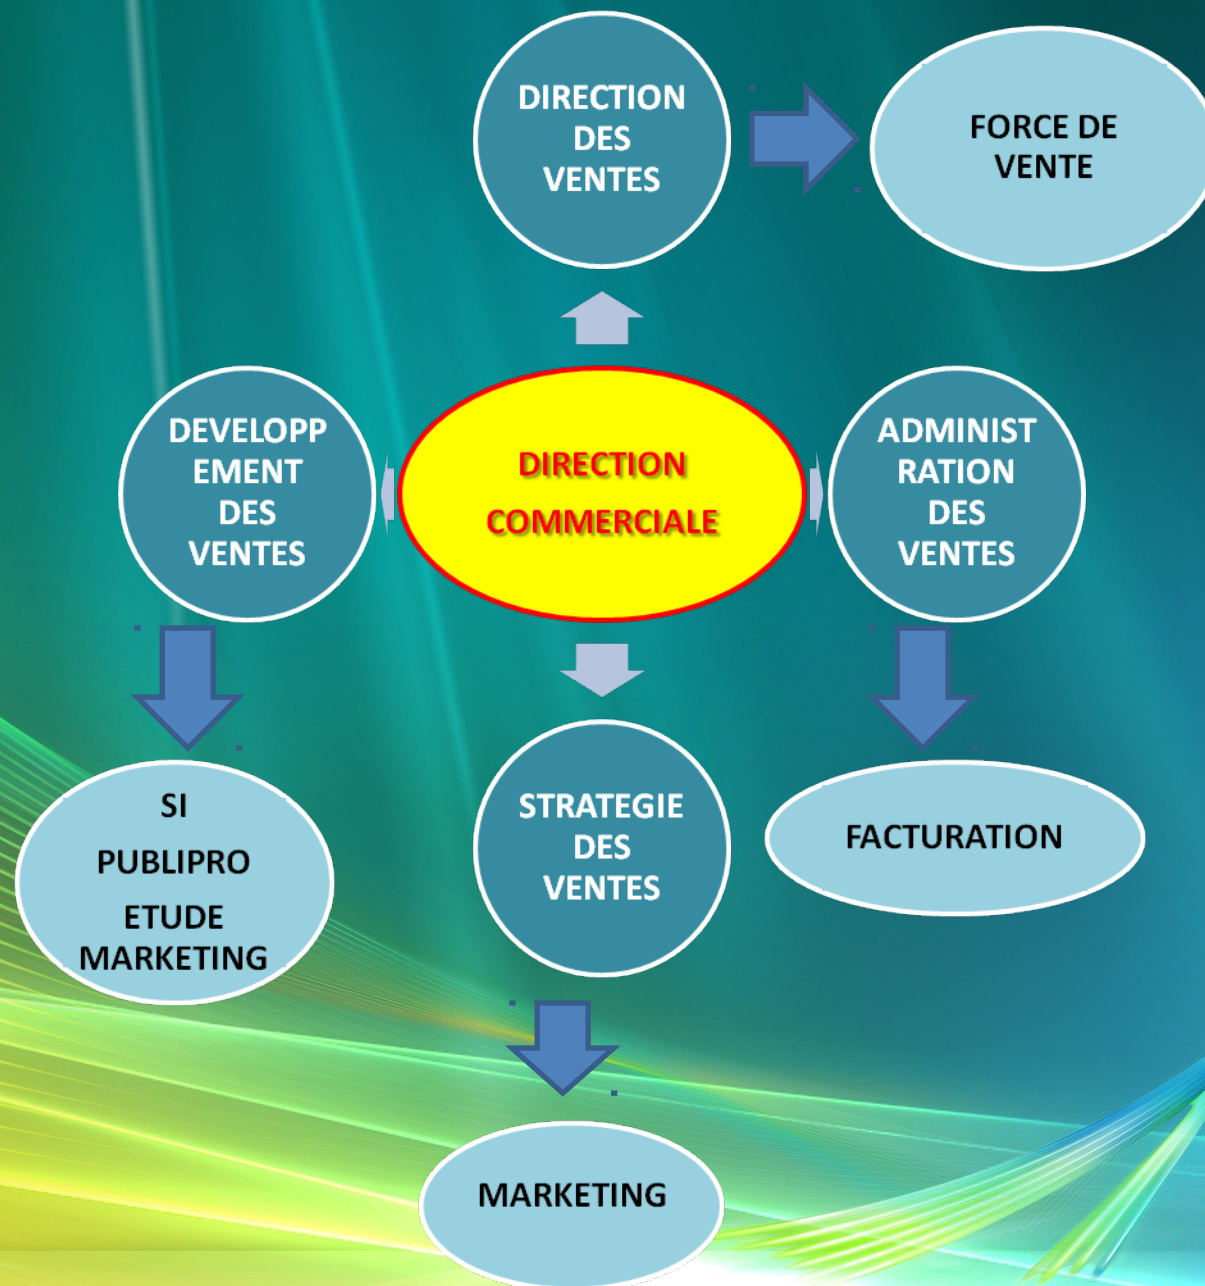 DIRECTION
DES
VENTES
FORCE DE
VENTE
DEVELOPP
EMENT
DES
VENTES
DIRECTION
COMMERCIALE
ADMINIST
RATION
DES
VENTES
SI
PUBLIPRO
ETUDE
MARKETING
STRATEGIE
DES
VENTES
FACTURATION
MARKETING